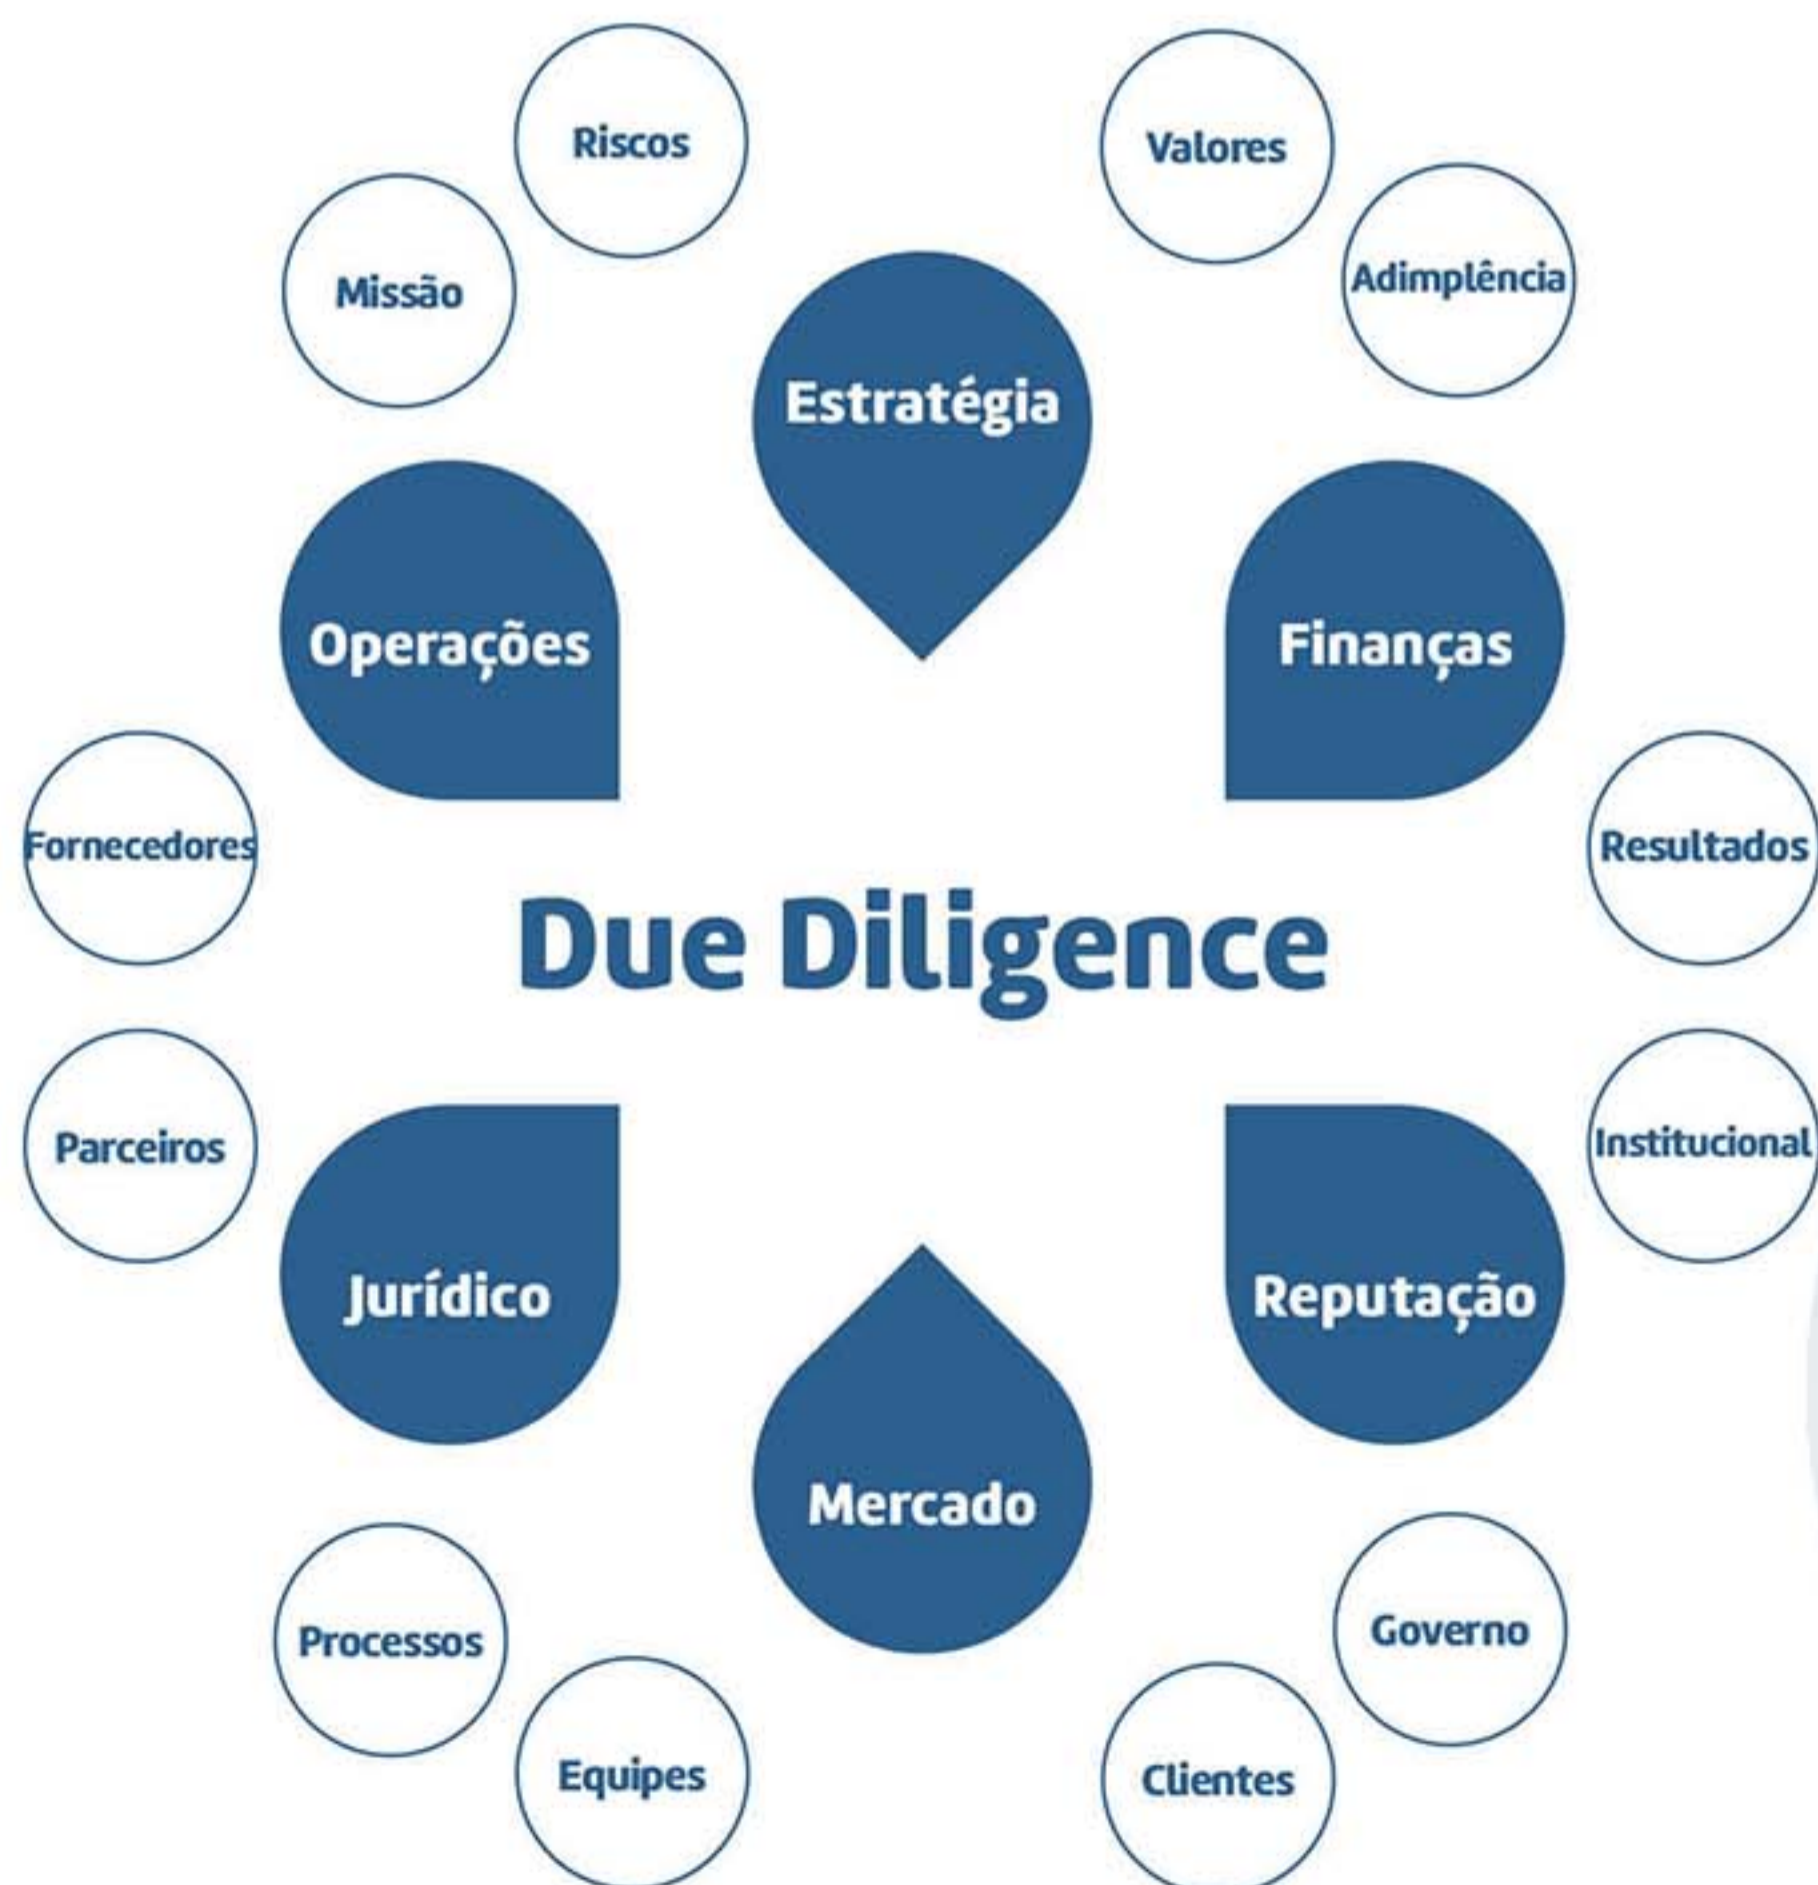 Riscos
Valores
Missão
Adimplência
Estratégia
Operações
Finanças
Fornecedores
Resultados
Due Diligence
Parceiros
Institucional
Jurídico
Reputação
Mercado
Processos
Governo
Equipes
Clientes